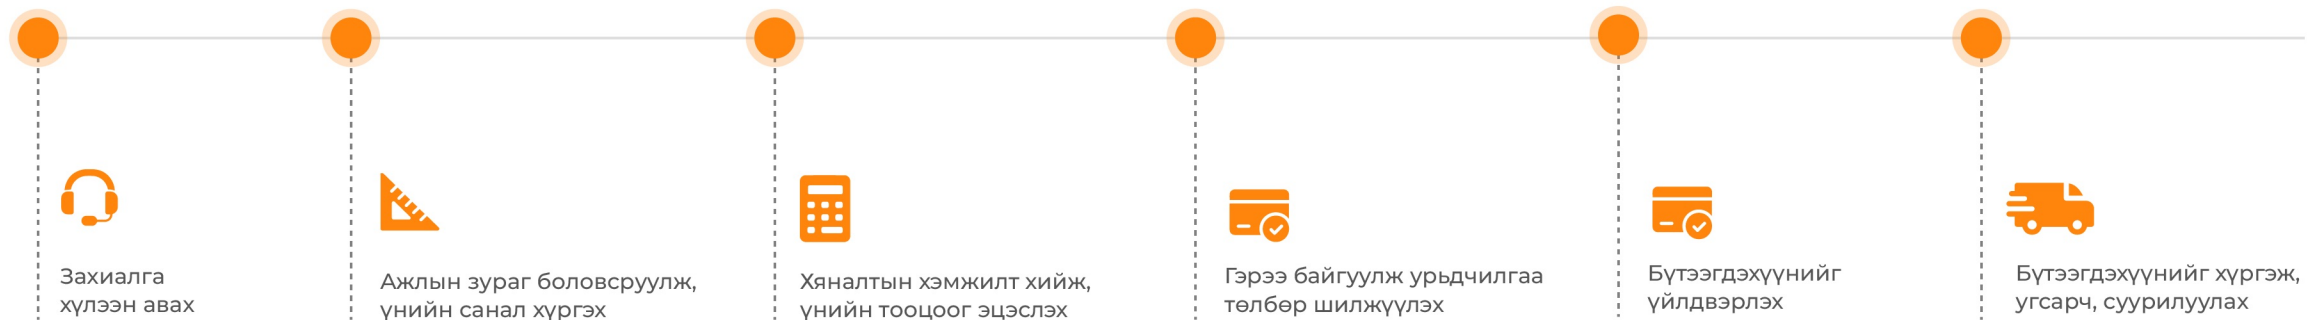 Захиалга
хүлээн авах
Ажлын зураг боловсруулж,
үнийн санал хүргэх
Хяналтын хэмжилт хийж,
үнийн тооцоог эцэслэх
Гэрээ байгуулж урьдчилгаа
төлбөр шилжүүлэх
Бүтээгдэхүүнийг
үйлдвэрлэх
Бүтээгдэхүүнийг хүргэж,
угсарч, суурилуулах